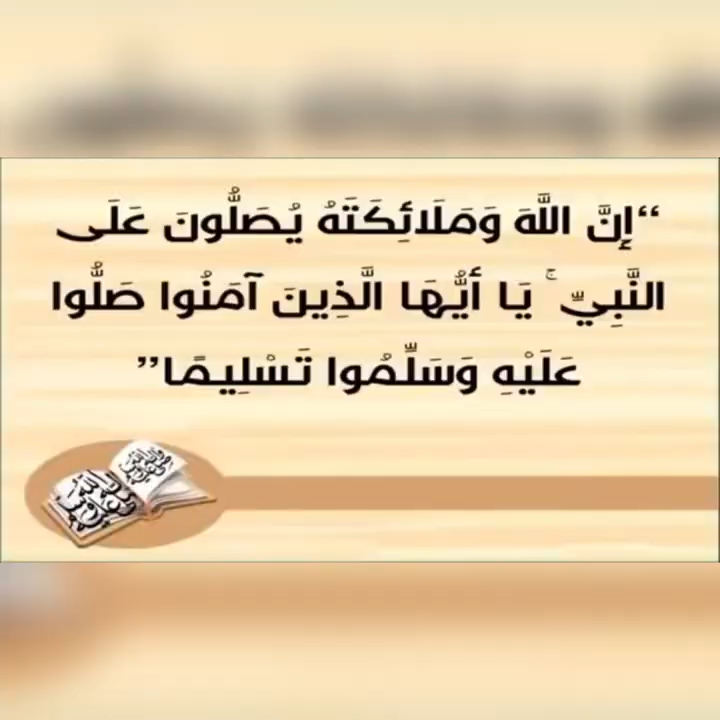 “إِنَّ اللَّهَ وَمَلَائِكَتَهُ يُصَلُّونَ عَلَى
النَّبِيِّ ۚ يَا أَيُّهَا الَّذِينَ آمَنُوا صَلُّوا
عَلَيْهِ وَسَلِّمُوا تَسْلِيمًا”